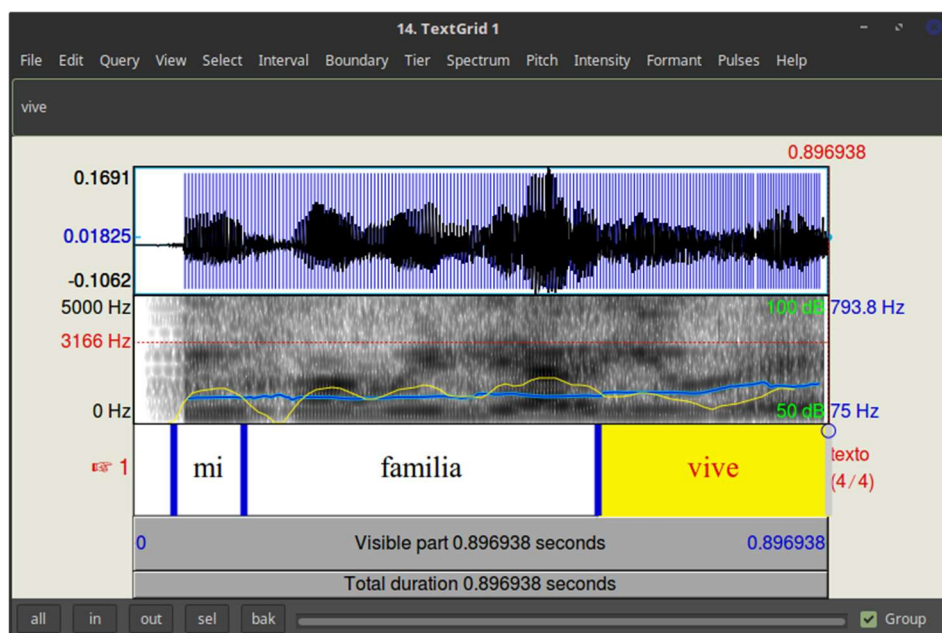 14. TextGrid 1
File Edit Query View Select Interval Boundary Tier Spectrum Pitch Intensity Formant Pulses Help
vive
0.896938
0.1691
0.01825
-0.1062
5000 Hz 100 dB 793.8 Hz
3166 Hz
0 Hz 50 dB 75 Hz
☞ 1 mi familia vive texto
(4/4)
0 Visible part 0.896938 seconds 0.896938
Total duration 0.896938 seconds
all in out sel bak Group